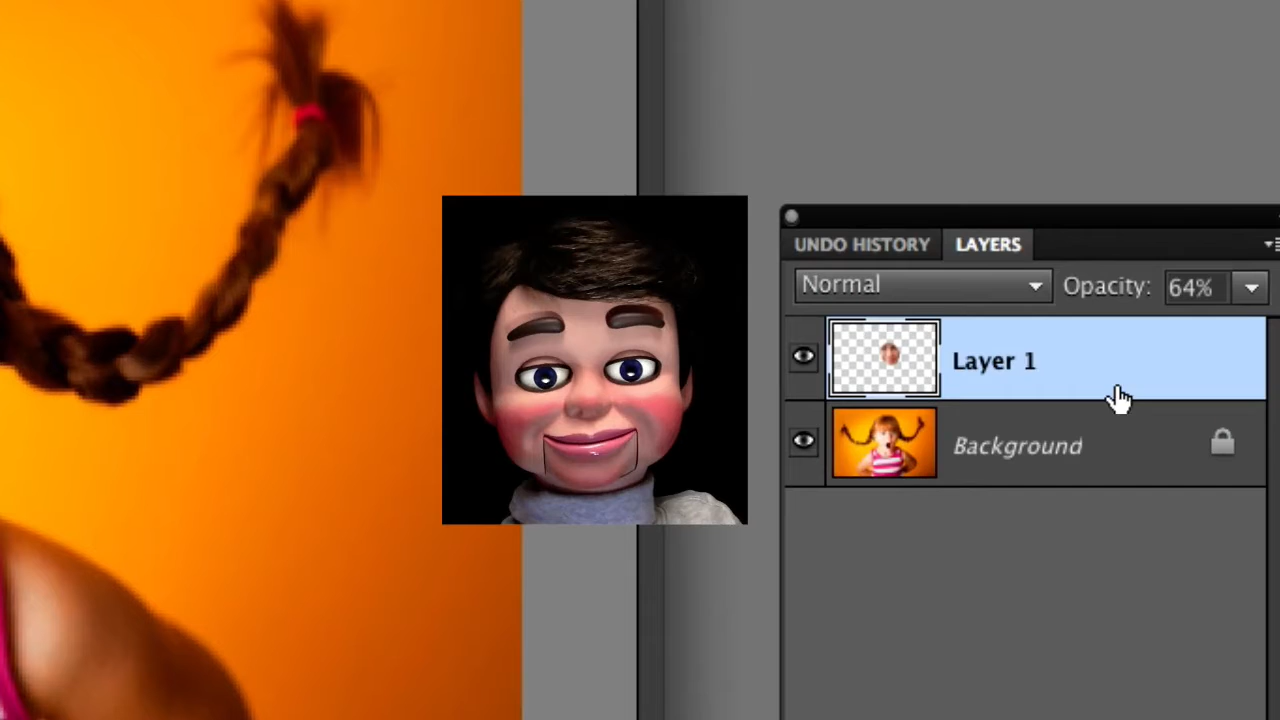 UNDO HISTORY LAYERS
Normal Opacity: 64%
Layer 1
Background